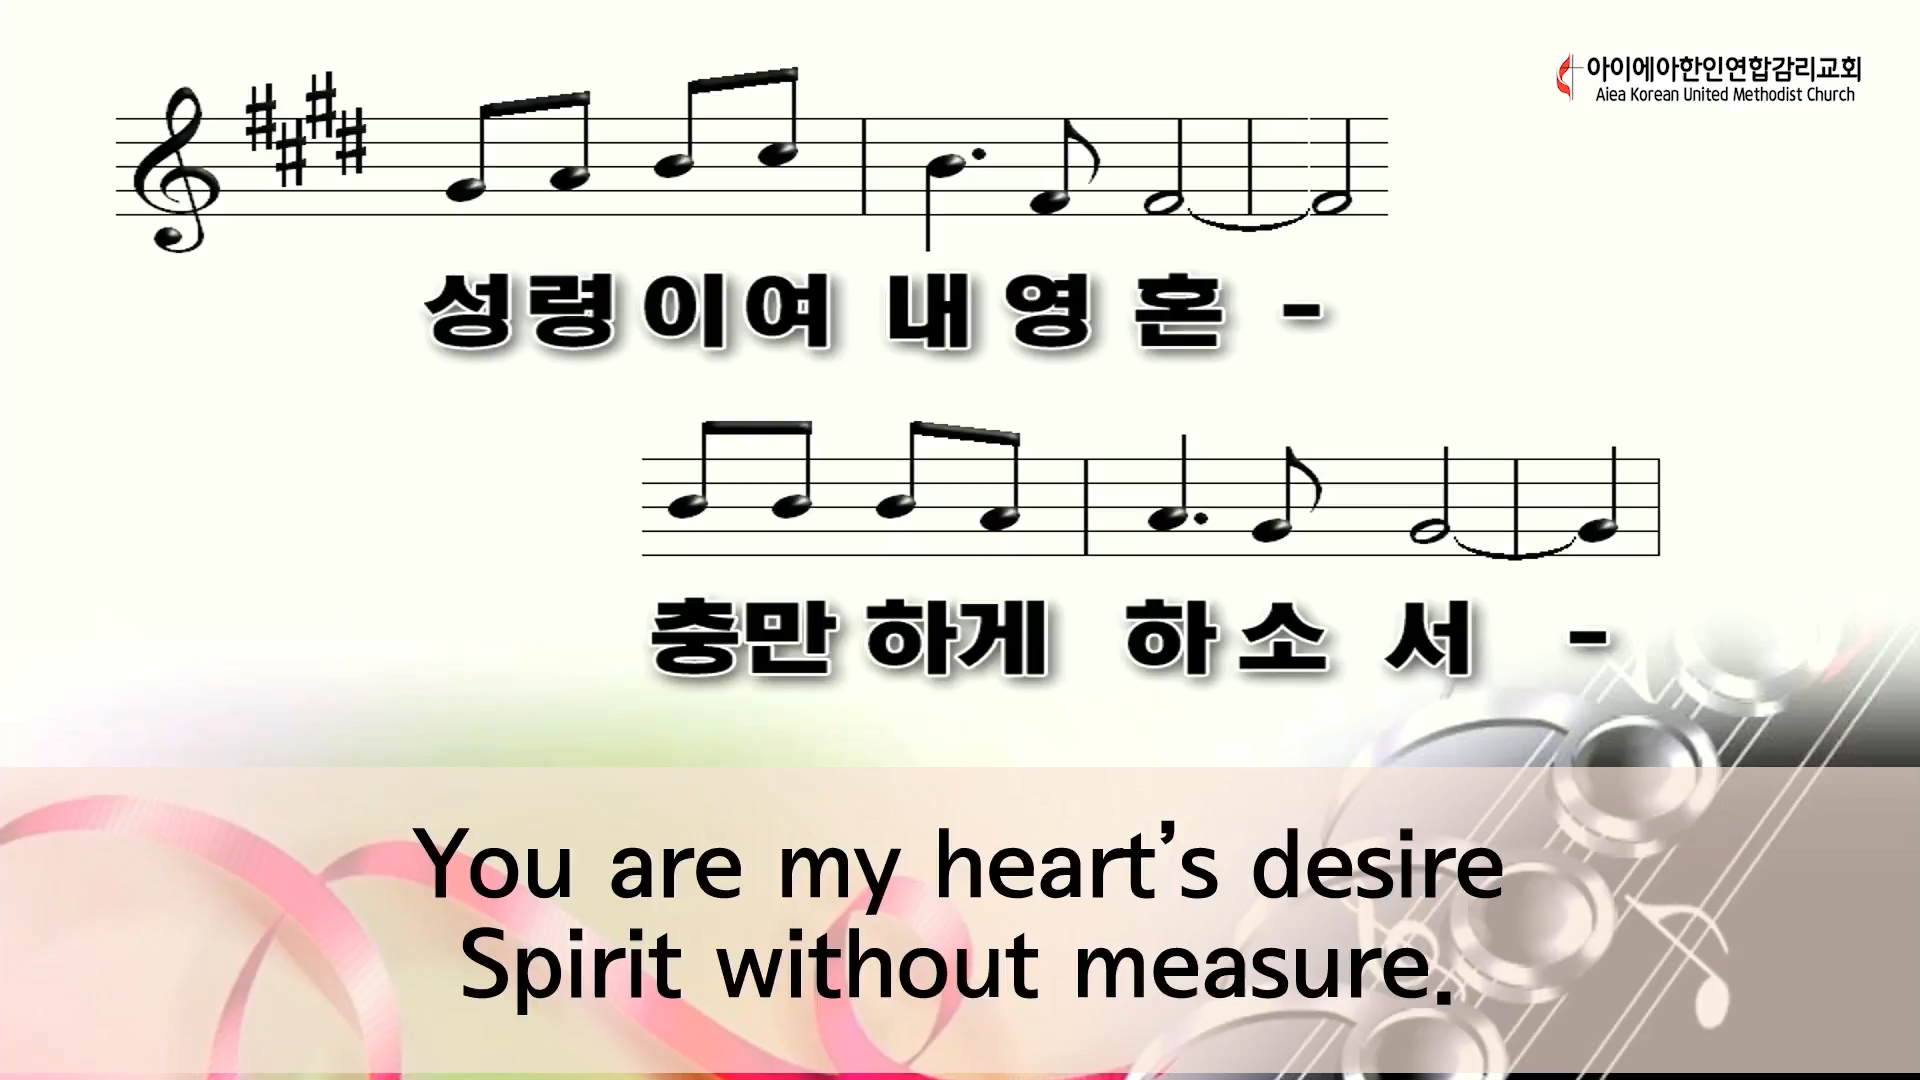 아이에아한인연합감리교회
Aiea Korean United Methodist Church
성령이여 내 영 혼 -
충만 하게 하 소 서 -
You are my heart's desire
Spirit without measure.